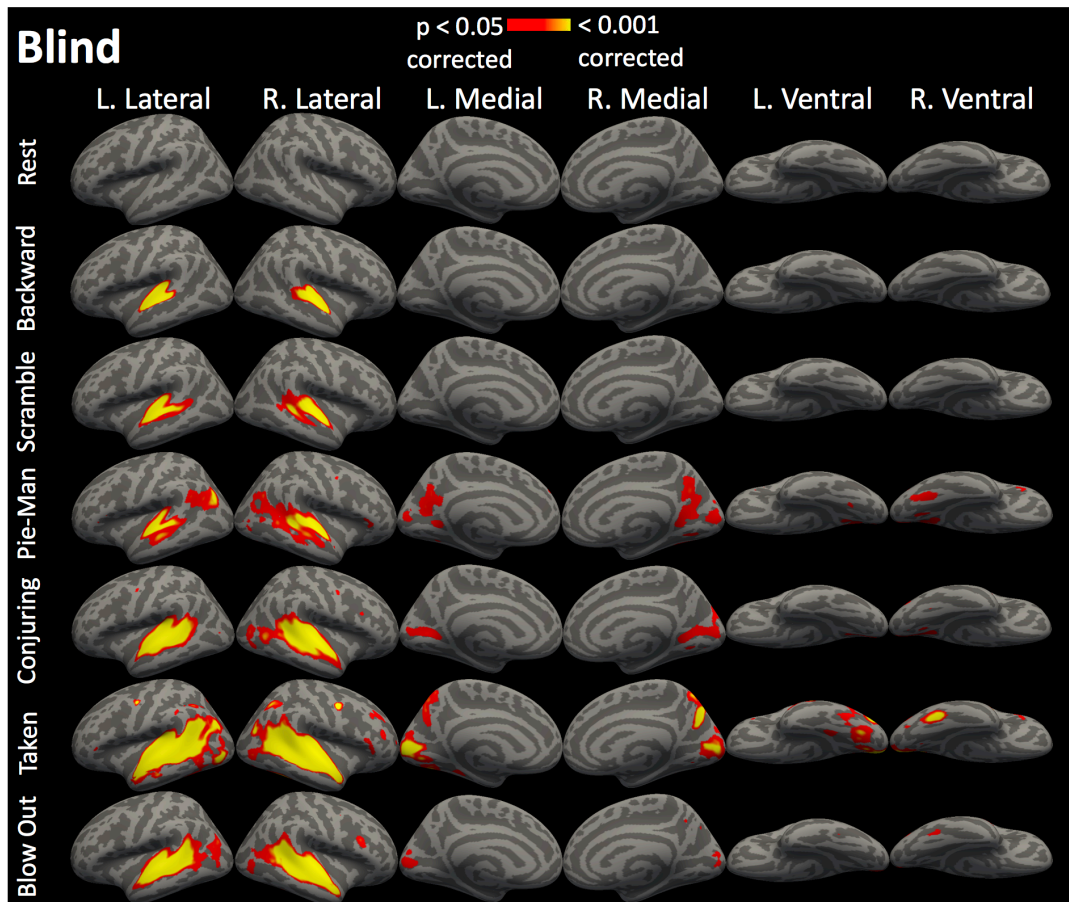 Blind
p < 0.05 < 0.001
corrected corrected
L. Lateral R. Lateral L. Medial R. Medial L. Ventral R. Ventral
Rest
Backward
Scramble
Pie-Man
Conjuring
Taken
Blow Out